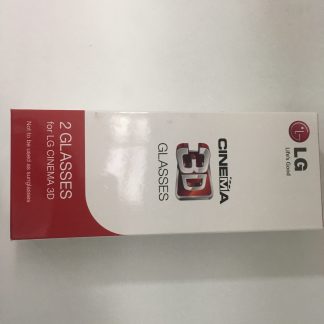 LG
Life's Good
CINEMA
3D
GLASSES
2 GLASSES
for LG CINEMA 3D
Not to be used as sunglasses